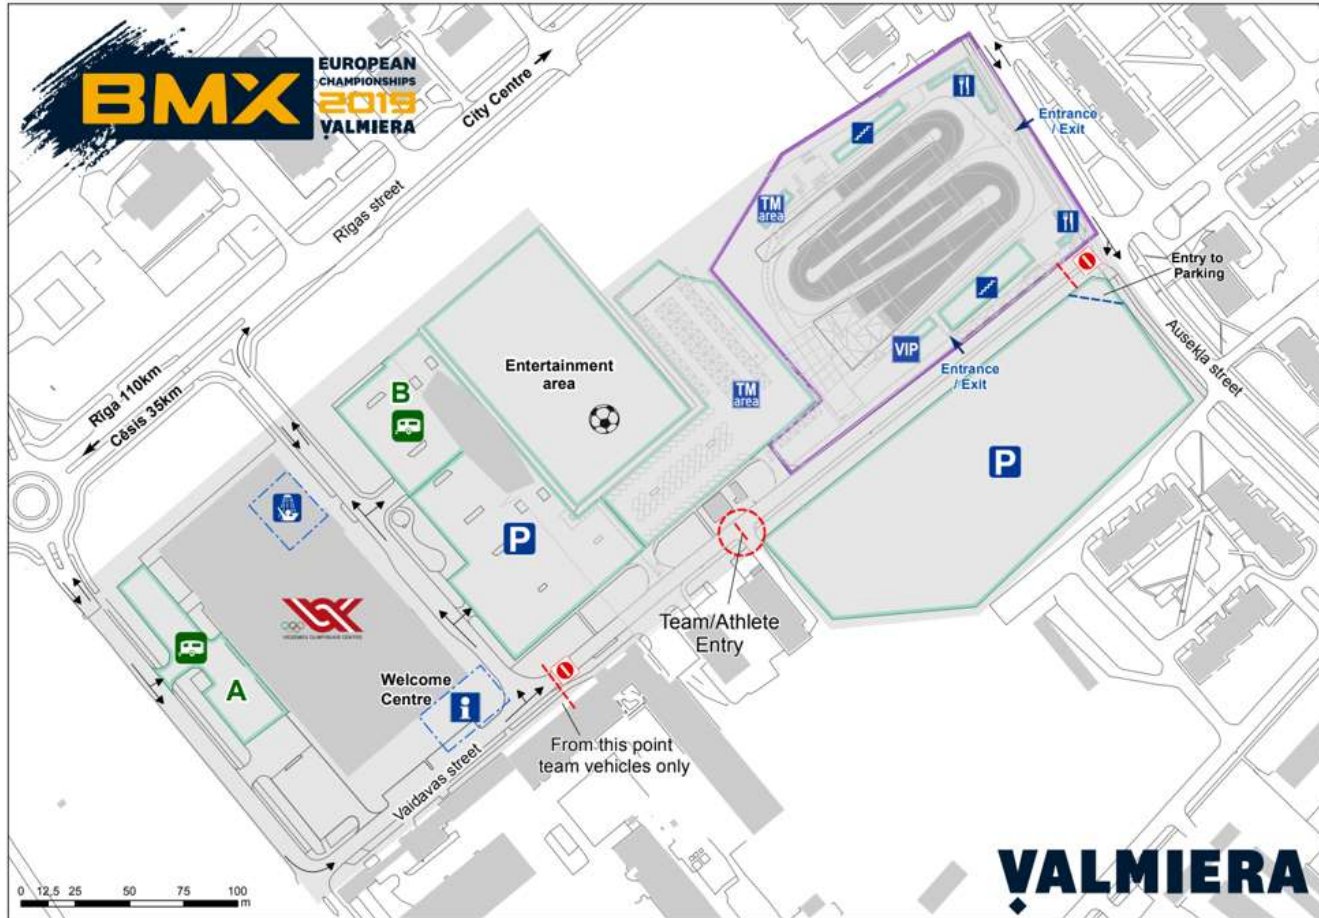 BMX
EUROPEAN
CHAMPIONSHIPS
2019
VALMIERA
City Centre
Rīgas street
Rīga 110km
Cēsis 35km
Entrance
/ Exit
TM
area
Entry to
Parking
Ausekļa street
VIP
Entrance
/ Exit
Entertainment
area
TM
area
B
P
P
Team/Athlete
Entry
A
Welcome
Centre
i
From this point
team vehicles only
Vaidavas street
0 12,5 25 50 75 100
m
VALMIERA